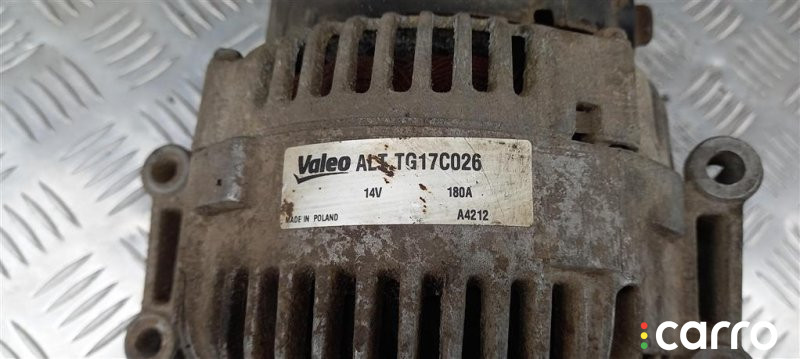 Valeo ALT TG17C026
14V 180A
MADE IN POLAND A4212
carro